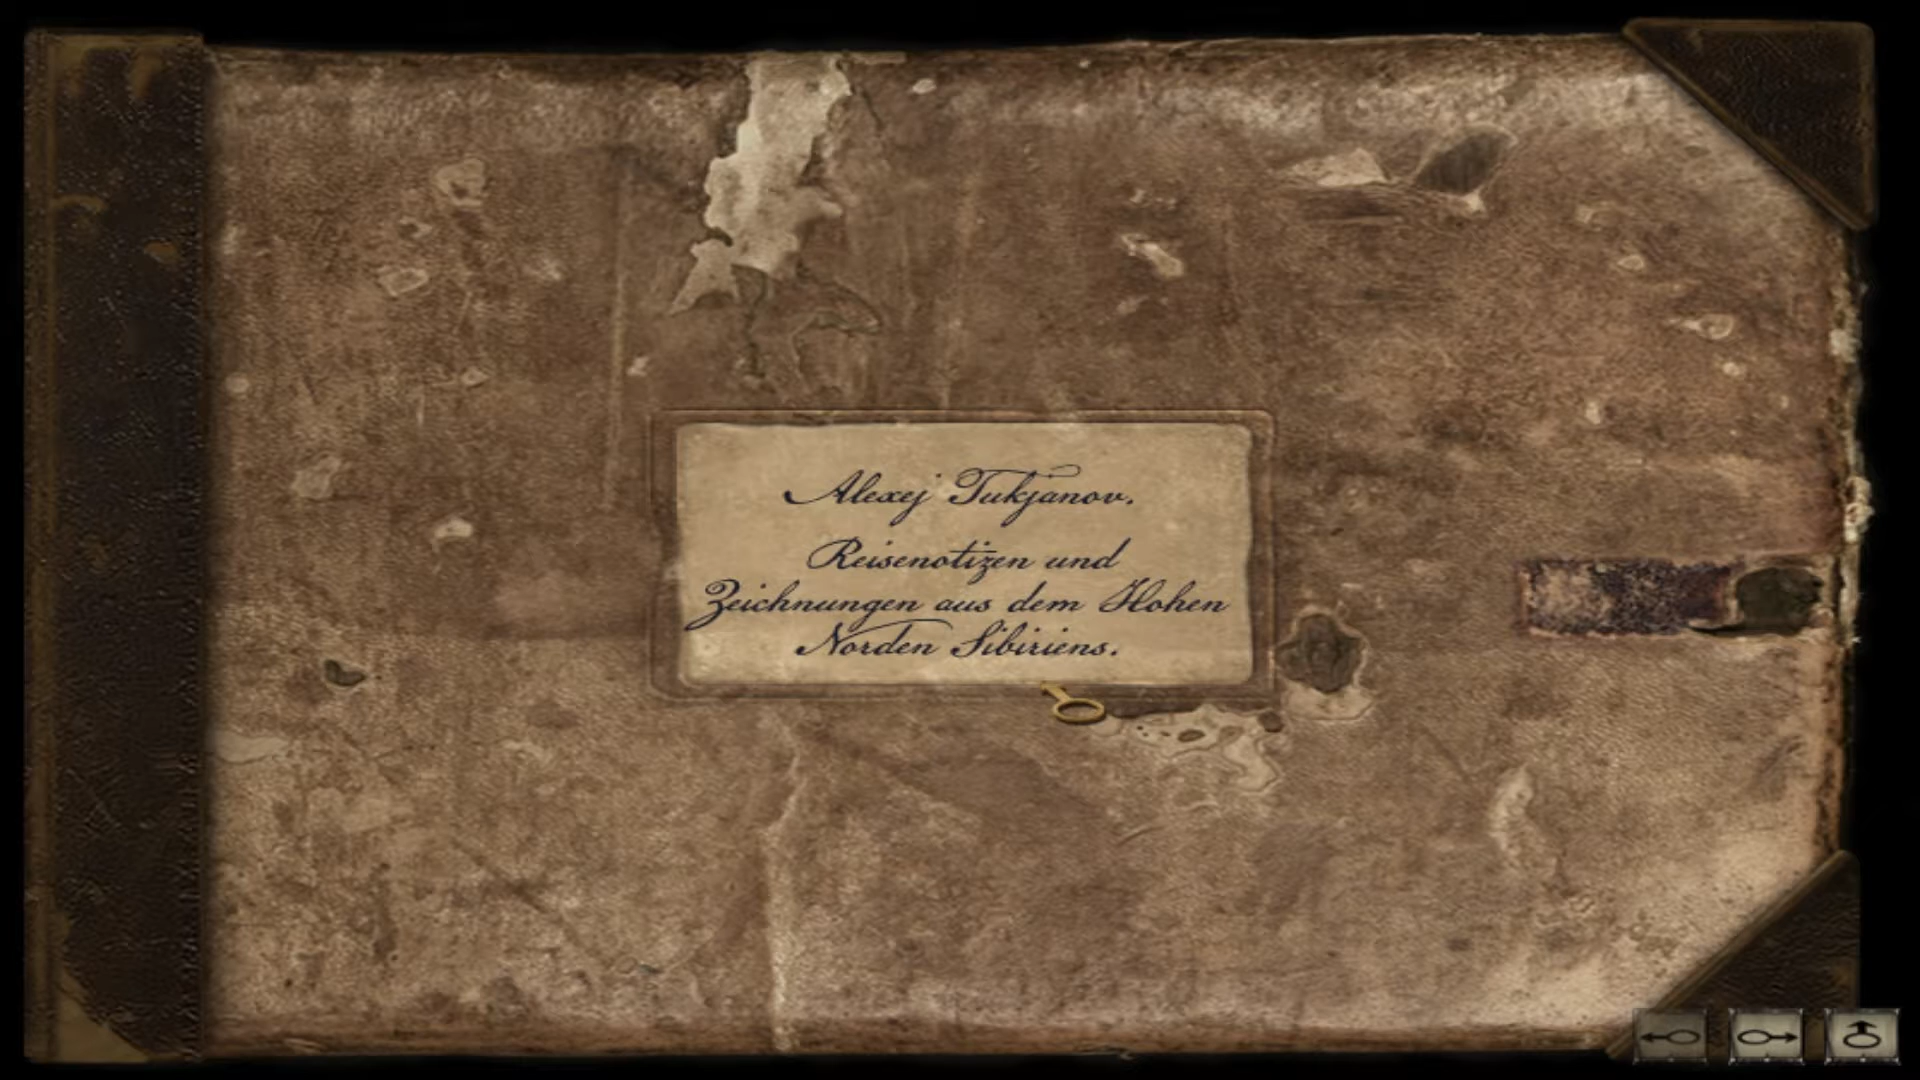 Alexej Tukjanov.
Reisenotizen und
Zeichnungen aus dem Hohen
Norden Sibiriens.